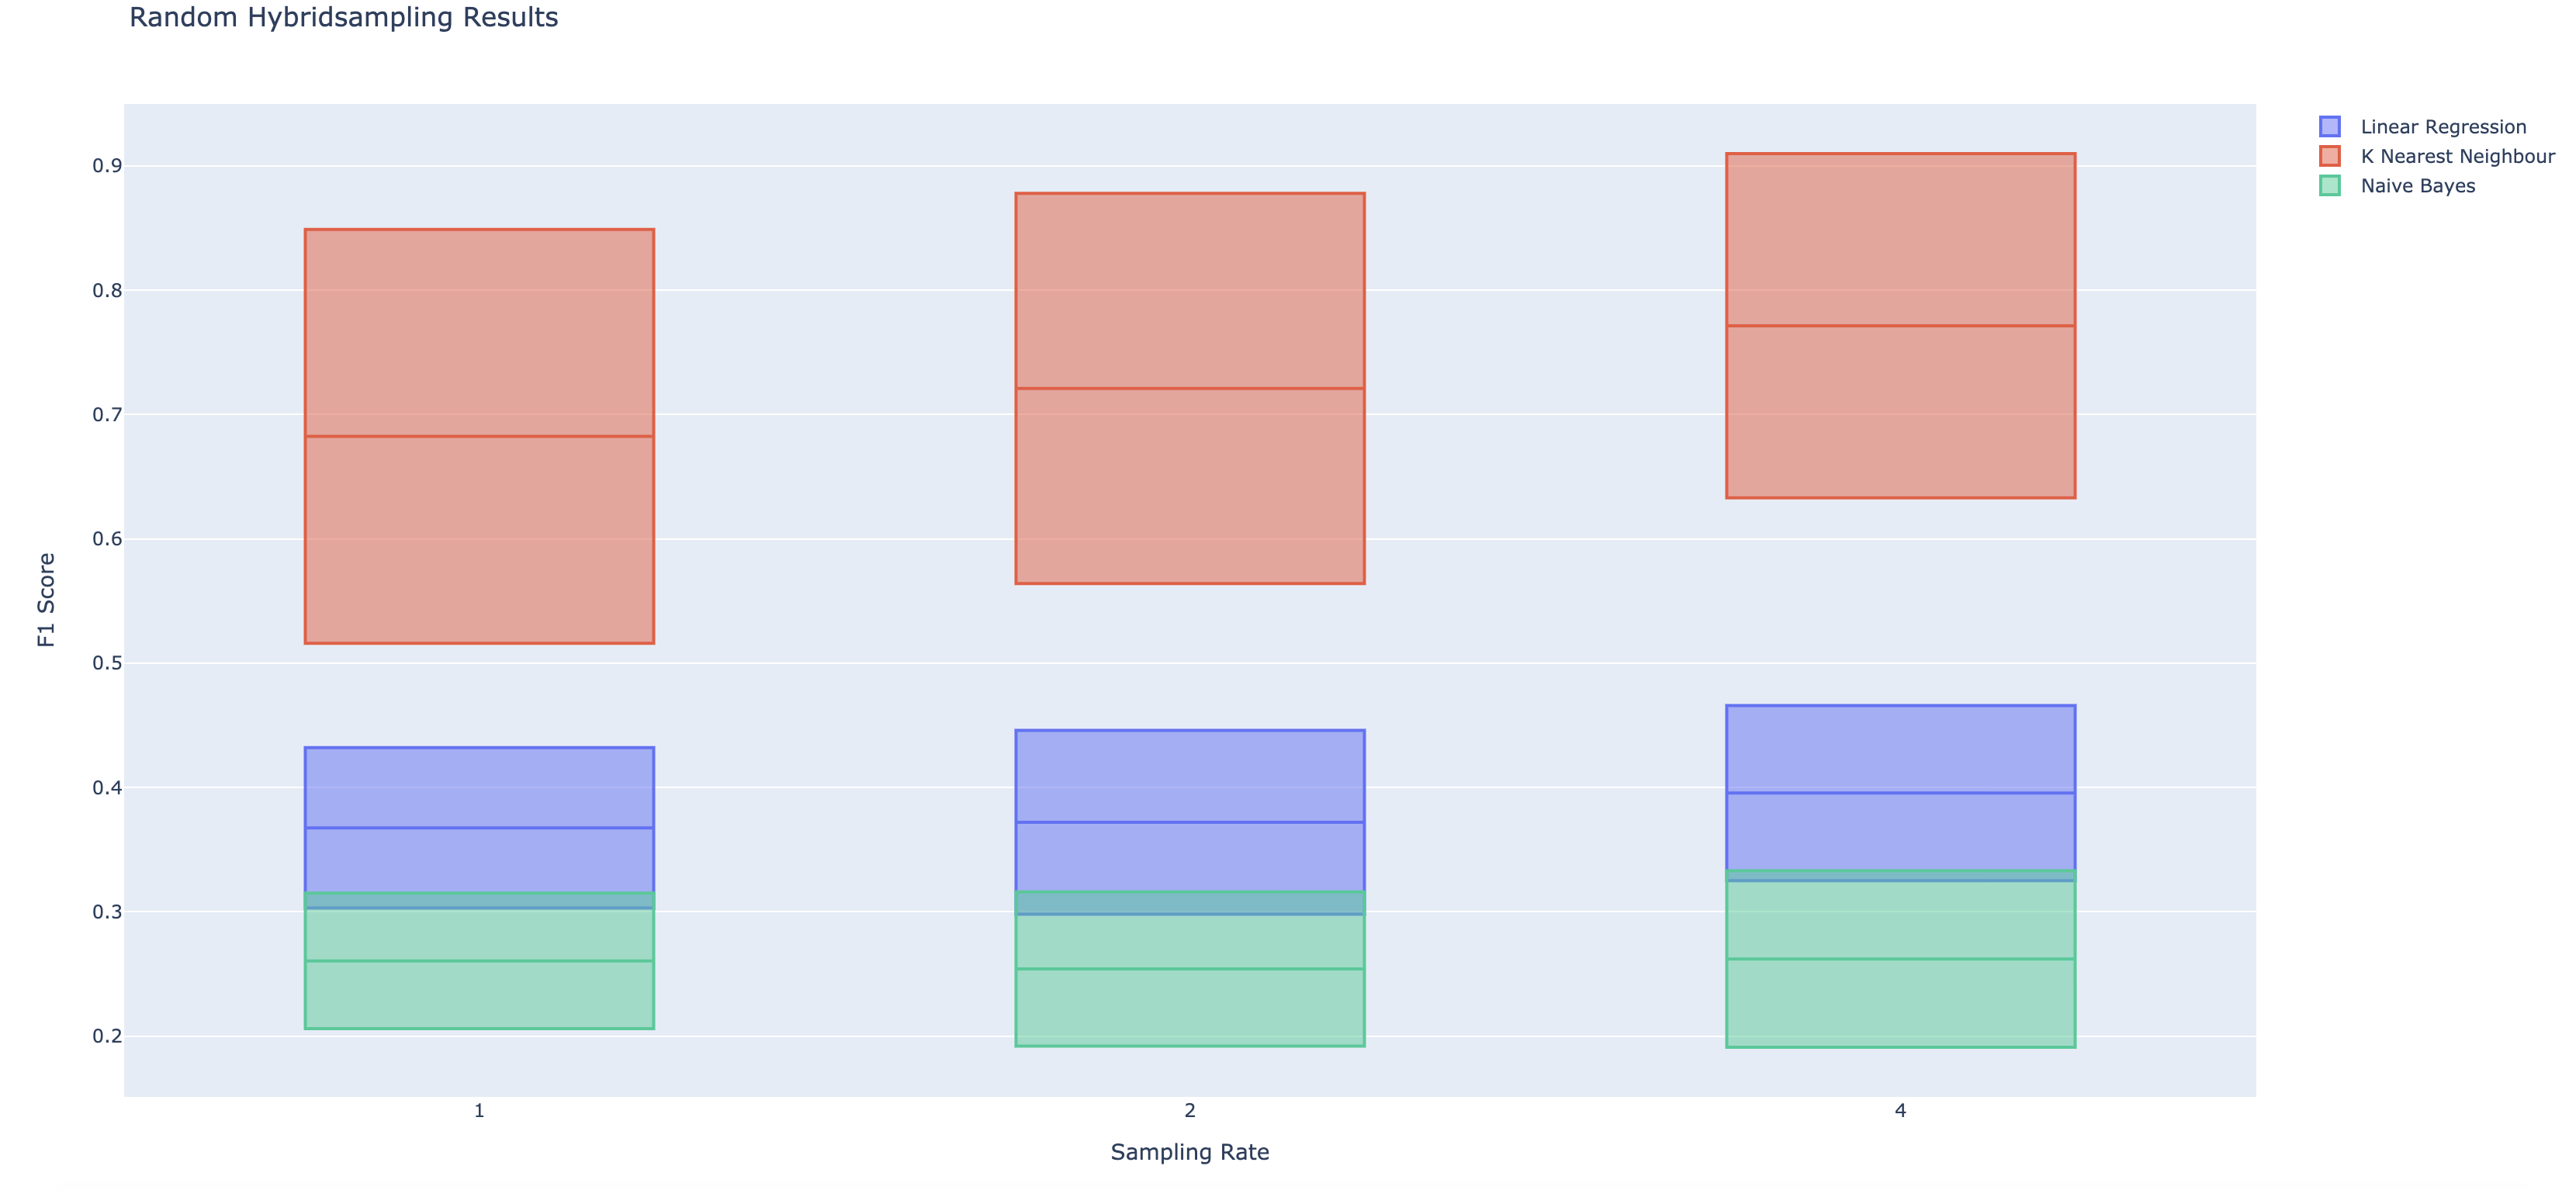 Random Hybridsampling Results
Linear Regression
K Nearest Neighbour
Naive Bayes
F1 Score
0.9
0.8
0.7
0.6
0.5
0.4
0.3
0.2
1
2
4
Sampling Rate